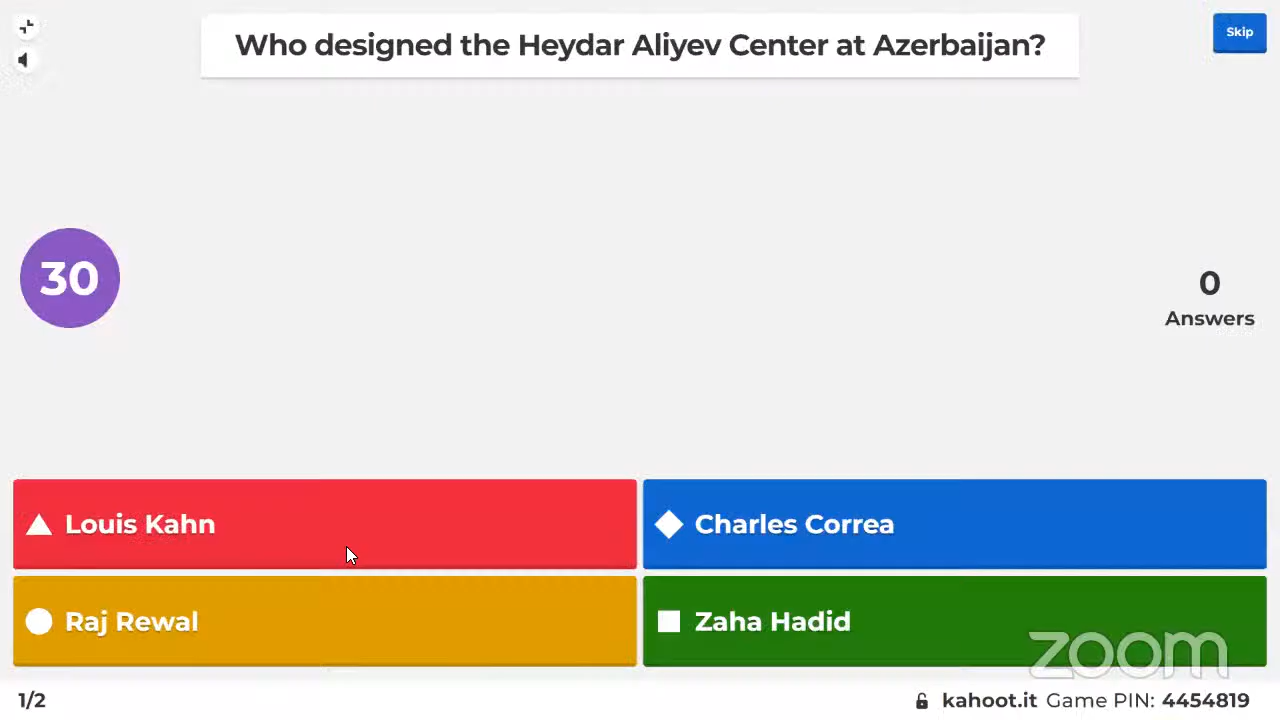 Who designed the Heydar Aliyev Center at Azerbaijan?
Skip
30
0
Answers
Louis Kahn
Charles Correa
Raj Rewal
Zaha Hadid
zoom
1/2
kahoot.it Game PIN: 4454819